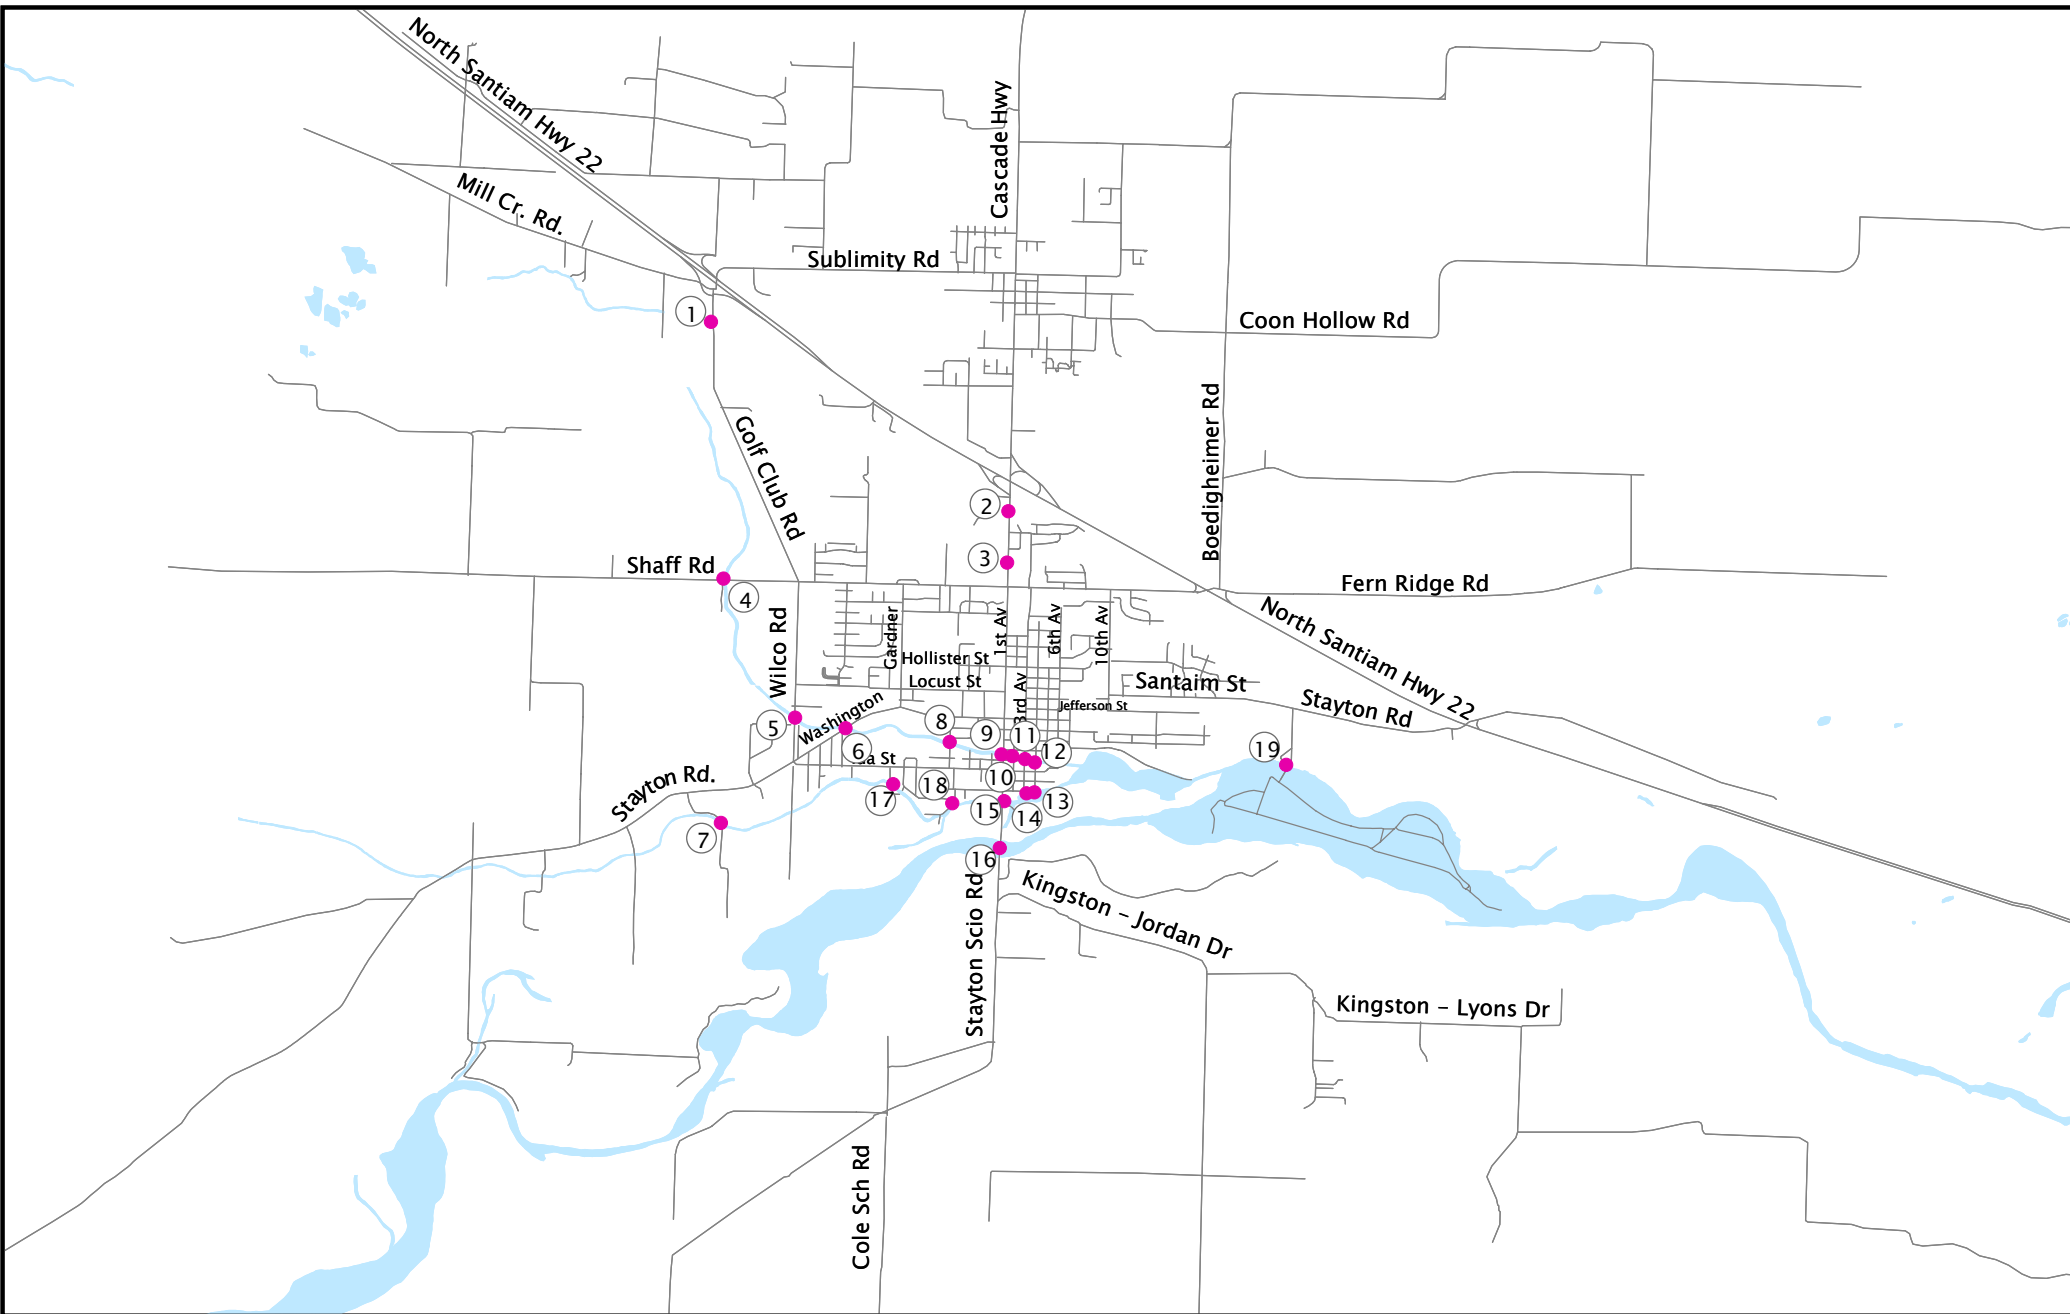 North Santiam Hwy 22
Cascade Hwy
Mill Cr. Rd.
Sublimity Rd
1
Coon Hollow Rd
Boedigheimer Rd
Golf Club Rd
2
3
Shaff Rd
4
Fern Ridge Rd
Wilco Rd
Gardner
1st Av
6th Av
10th Av
North Santiam Hwy 22
Hollister St
Locust St
Santaim St
3rd Av
Jefferson St
Stayton Rd
Washington
5
6
8
9
11
12
19
St
10
Stayton Rd.
17
18
15
14
13
7
16
Kingston - Jordan Dr
Stayton Scio Rd
Kingston - Lyons Dr
Cole Sch Rd